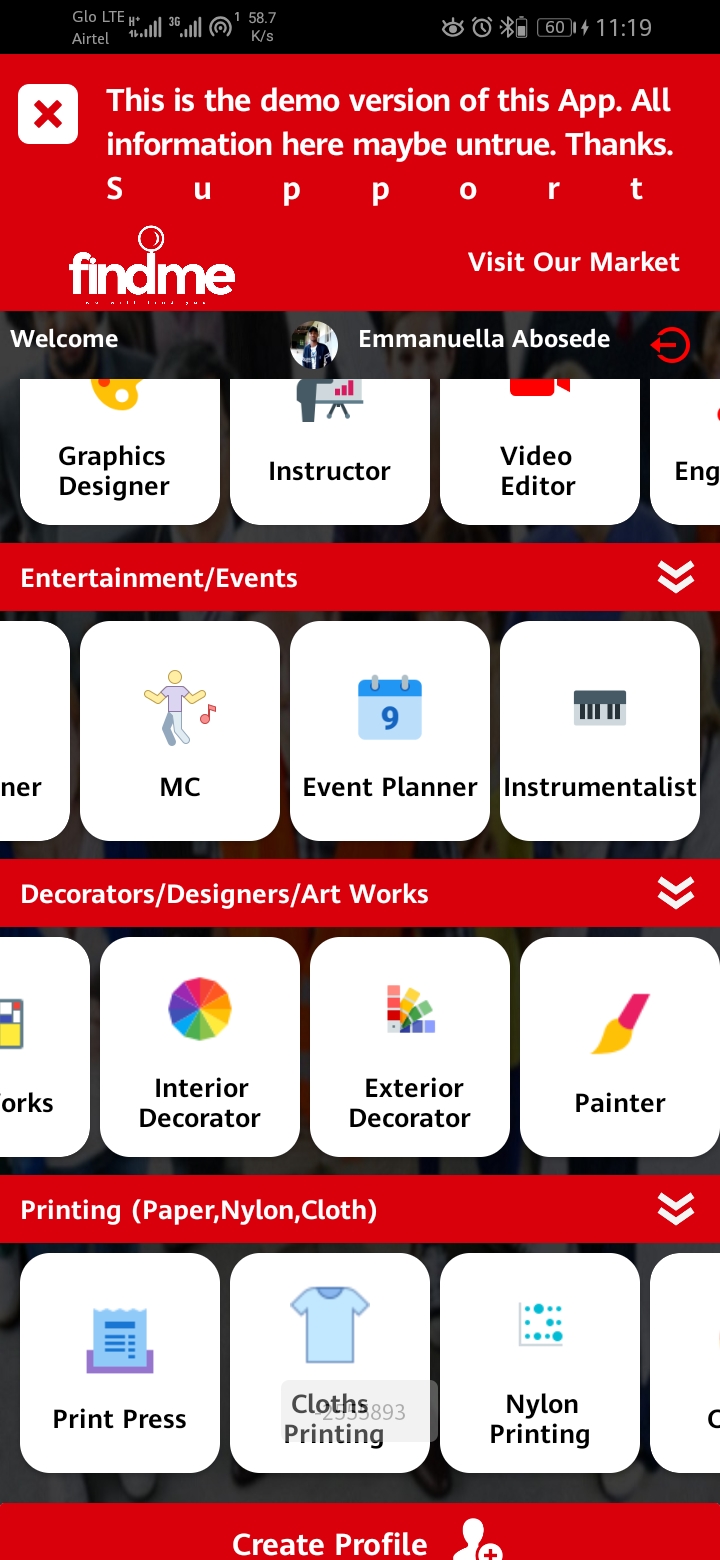 Glo LTE
Airtel
H+
3G
1
58.7
K/s
60
11:19
This is the demo version of this App. All
information here maybe untrue. Thanks.
S u p p o r t
findme
Visit Our Market
Welcome
Emmanuella Abosede
Graphics
Designer
Instructor
Video
Editor
Eng
Entertainment/Events
ner
MC
9
Event Planner
Instrumentalist
Decorators/Designers/Art Works
orks
Interior
Decorator
Exterior
Decorator
Painter
Printing (Paper,Nylon,Cloth)
Print Press
Cloths
Printing
Nylon
Printing
C
Create Profile